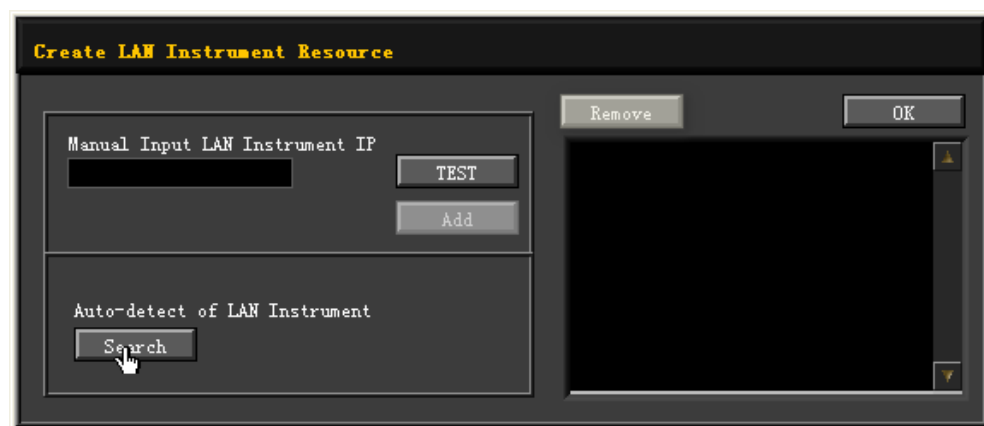 Create LAN Instrument Resource
Manual Input LAN Instrument IP
TEST
Add
Auto-detect of LAN Instrument
Search
Remove
OK